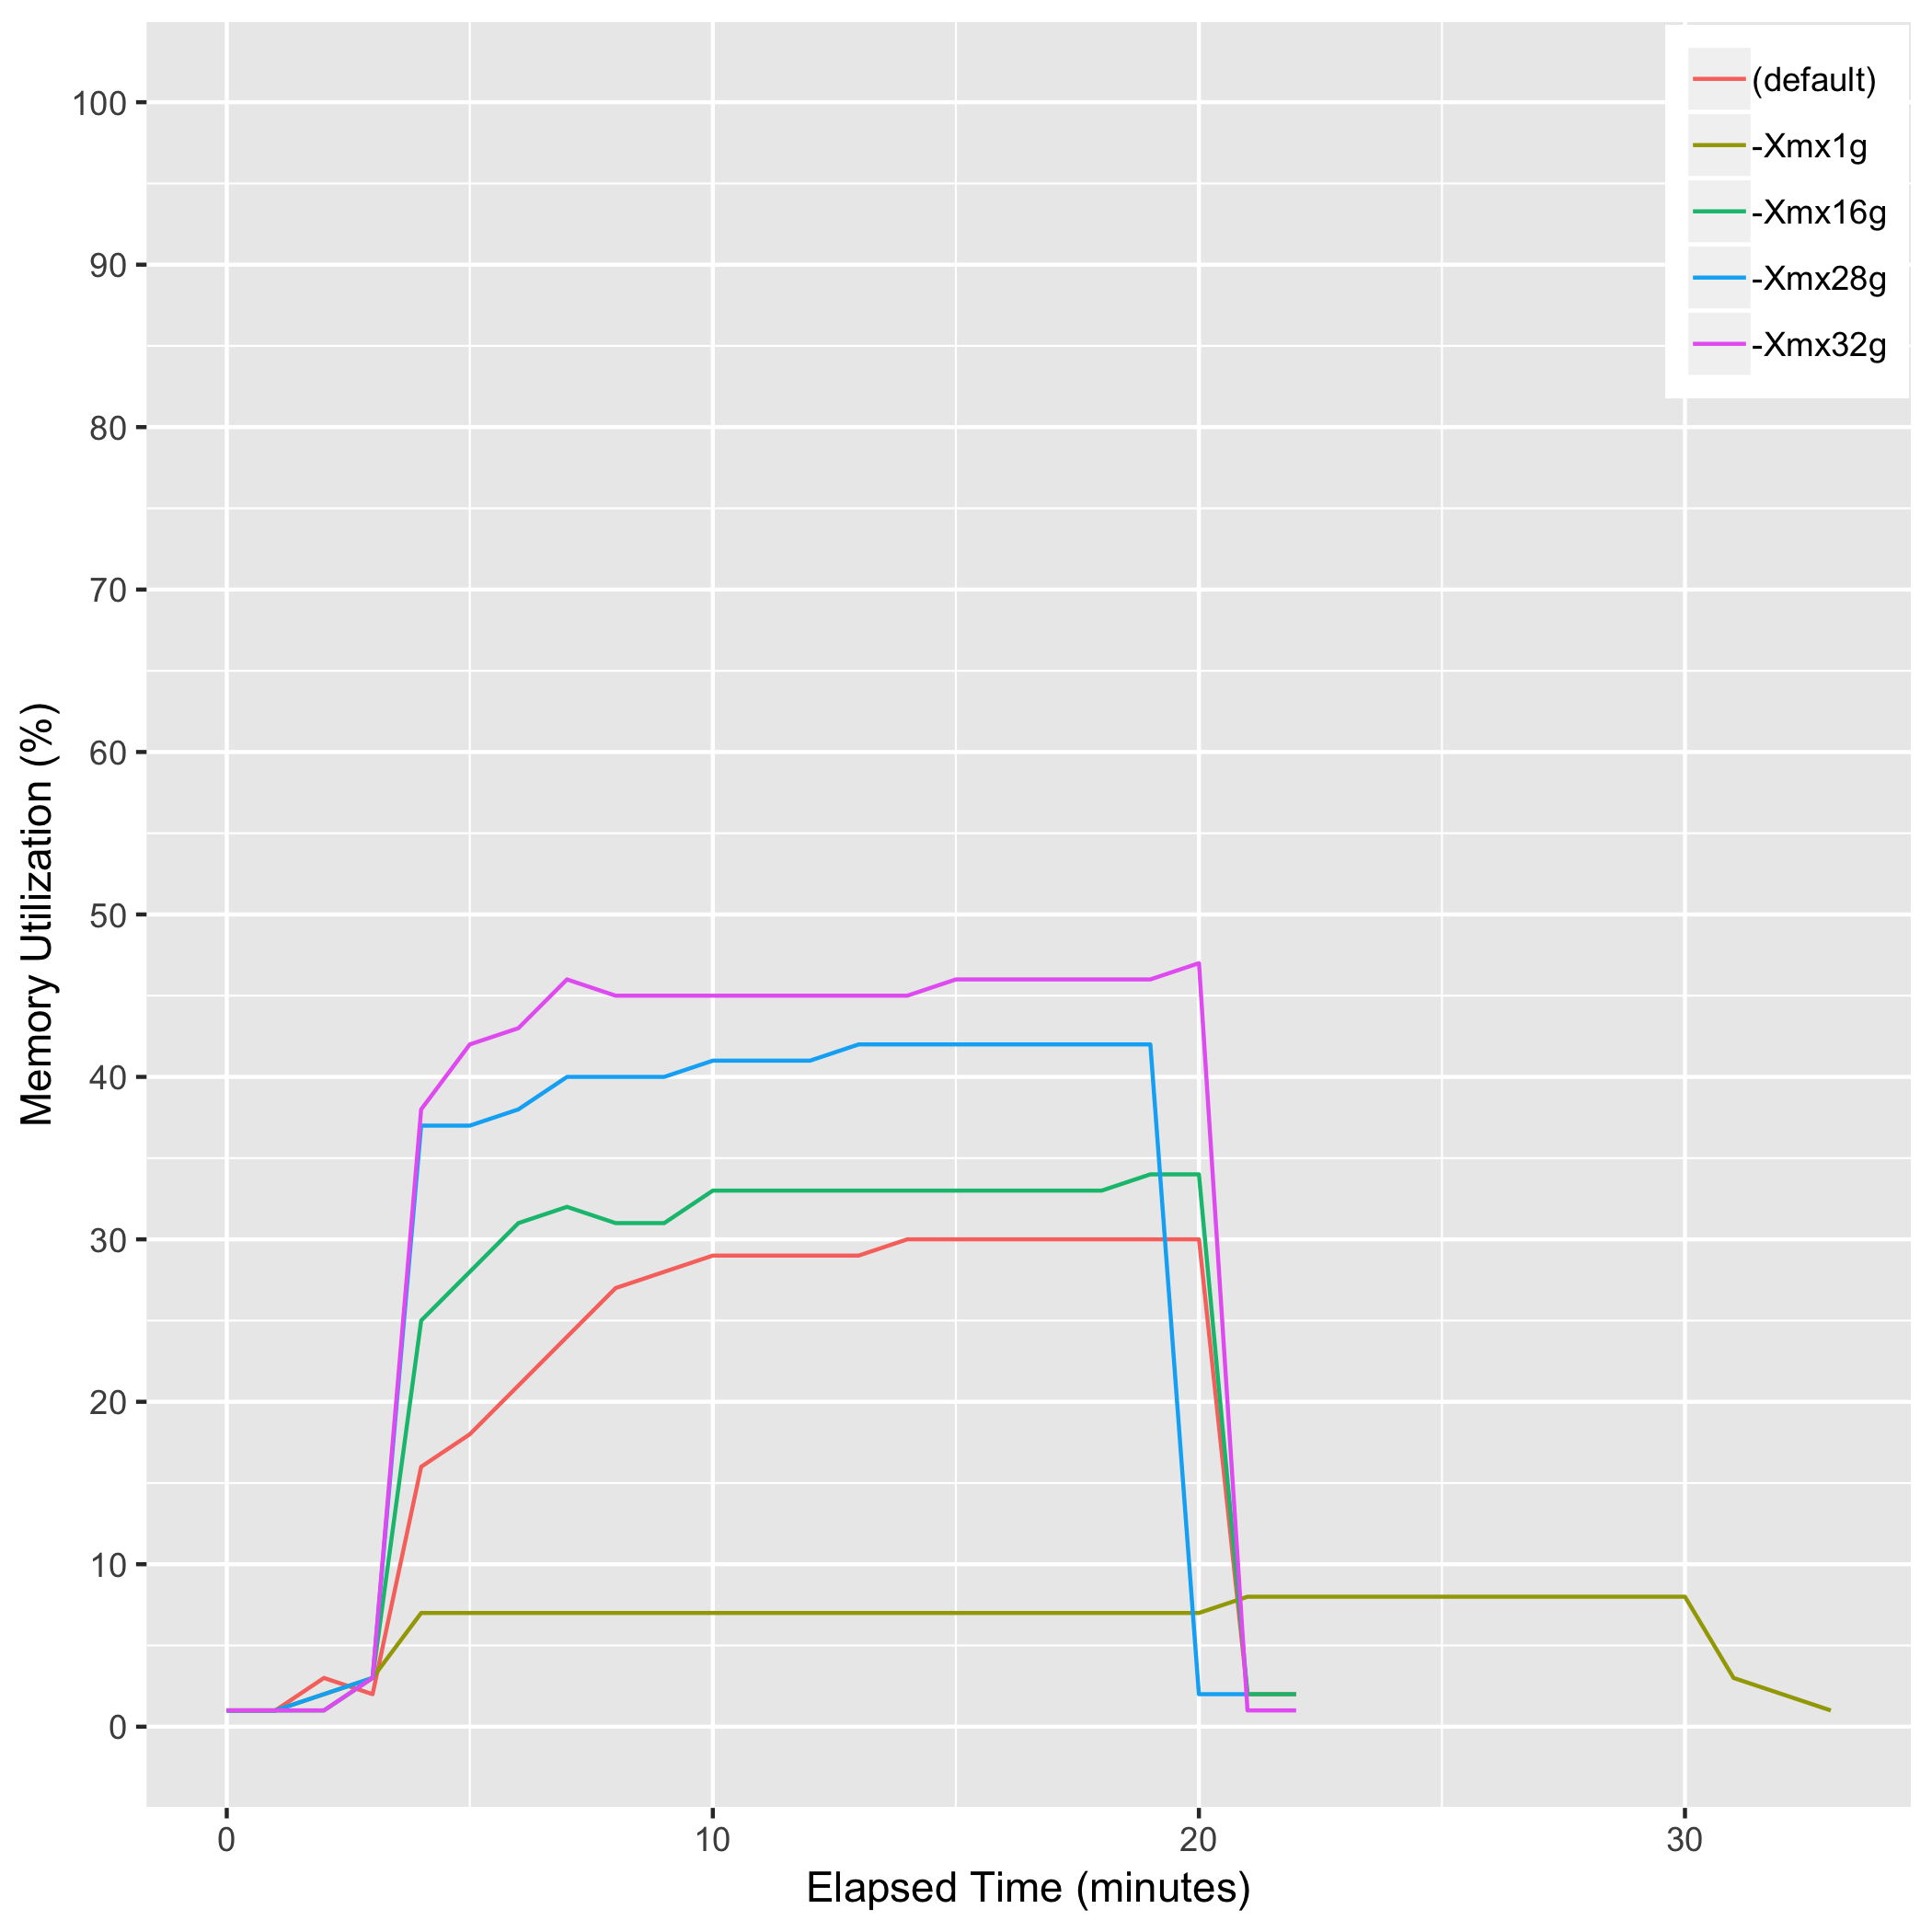 (default)
-Xmx1g
-Xmx16g
-Xmx28g
-Xmx32g
100
90
80
70
60
50
40
30
20
10
0
Memory Utilization (%)
0 10 20 30
Elapsed Time (minutes)